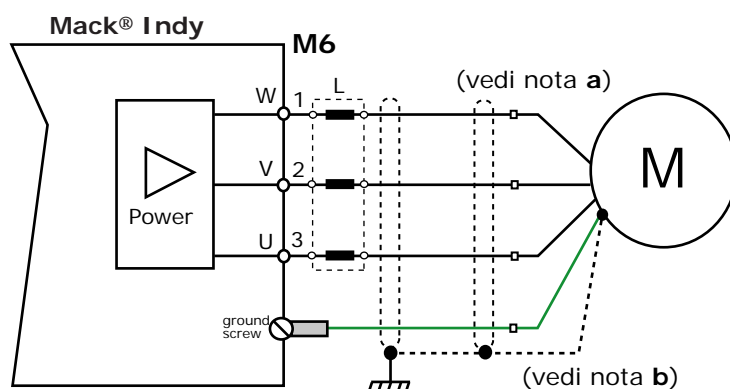 Mack® Indy
M6
W 1 L
(vedi nota a)
V 2
Power
M
U 3
ground
screw
(vedi nota b)